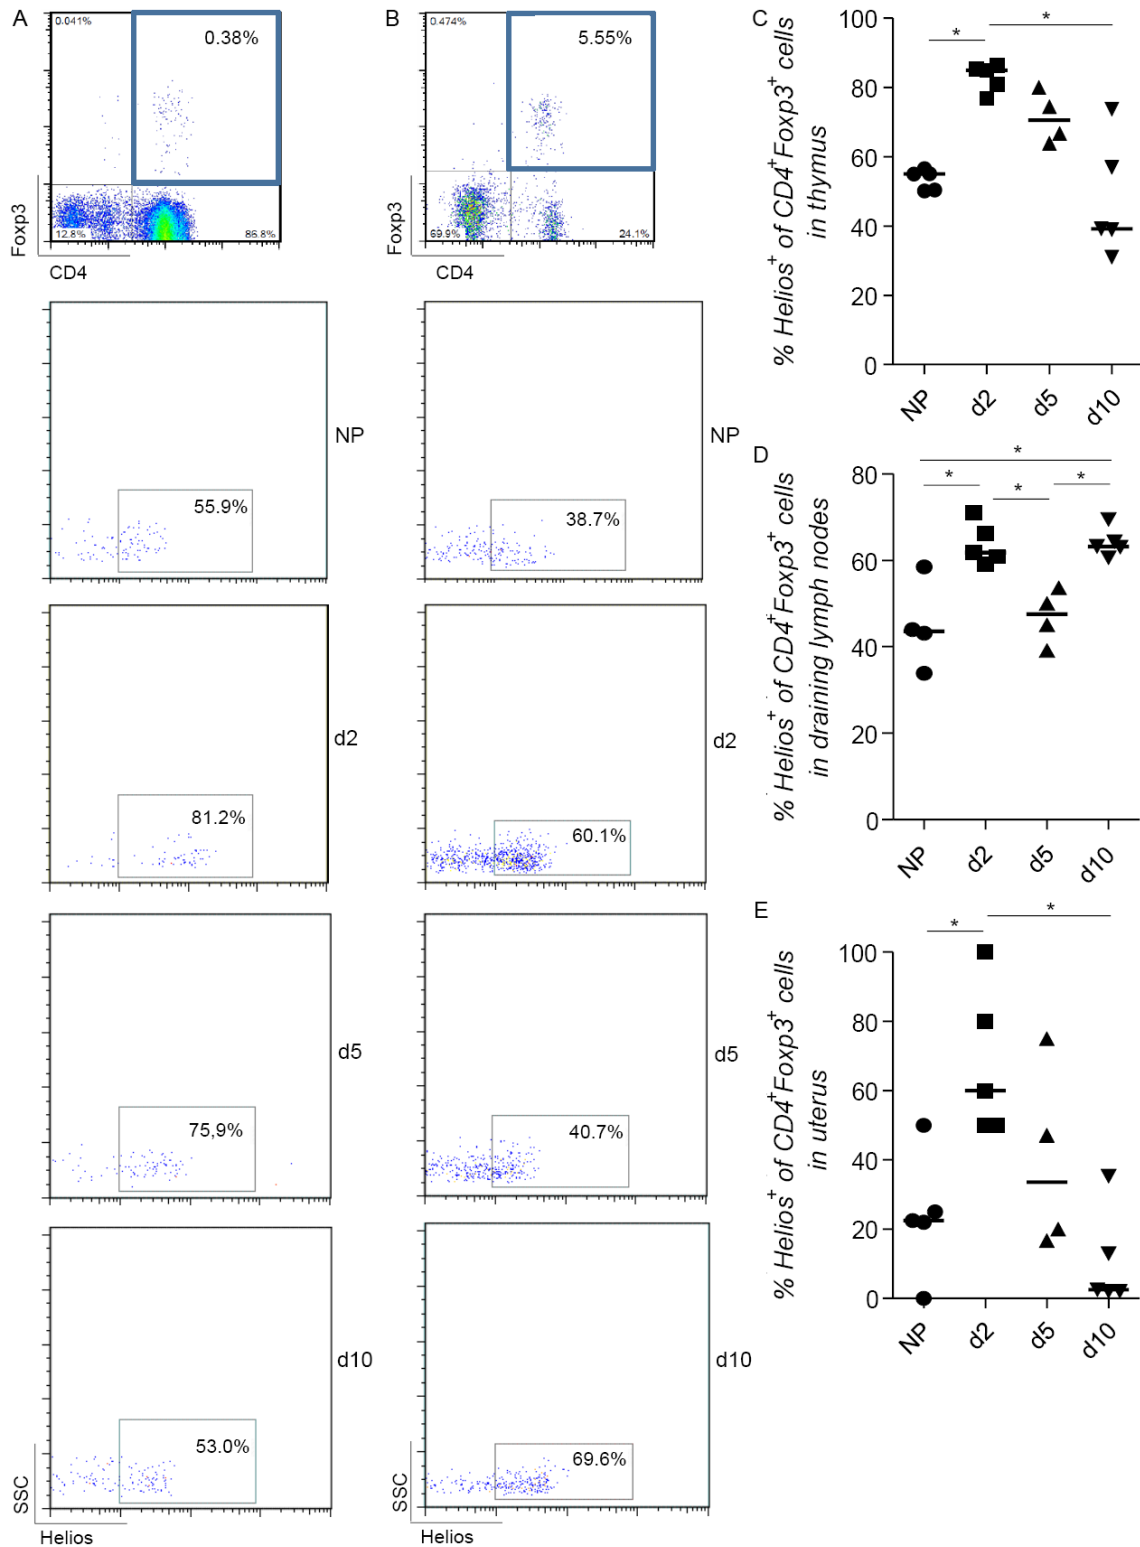 A
0.041%
0.38%
12.8%
86.8%
Foxp3
CD4
NP
55.9%
d2
81.2%
d5
75,9%
d10
53.0%
SSC
Helios
B
0.474%
5.55%
69.9%
24.1%
Foxp3
CD4
NP
38.7%
d2
60.1%
d5
40.7%
d10
69.6%
SSC
Helios
C
% Helios+ of CD4+Foxp3+ cells
in thymus
100
80
60
40
20
0
*
*
NP
d2
d5
d10
D
% Helios+ of CD4+Foxp3+ cells
in draining lymph nodes
80
60
40
20
0
*
*
*
*
NP
d2
d5
d10
E
% Helios+ of CD4+Foxp3+ cells
in uterus
100
80
60
40
20
0
*
*
NP
d2
d5
d10